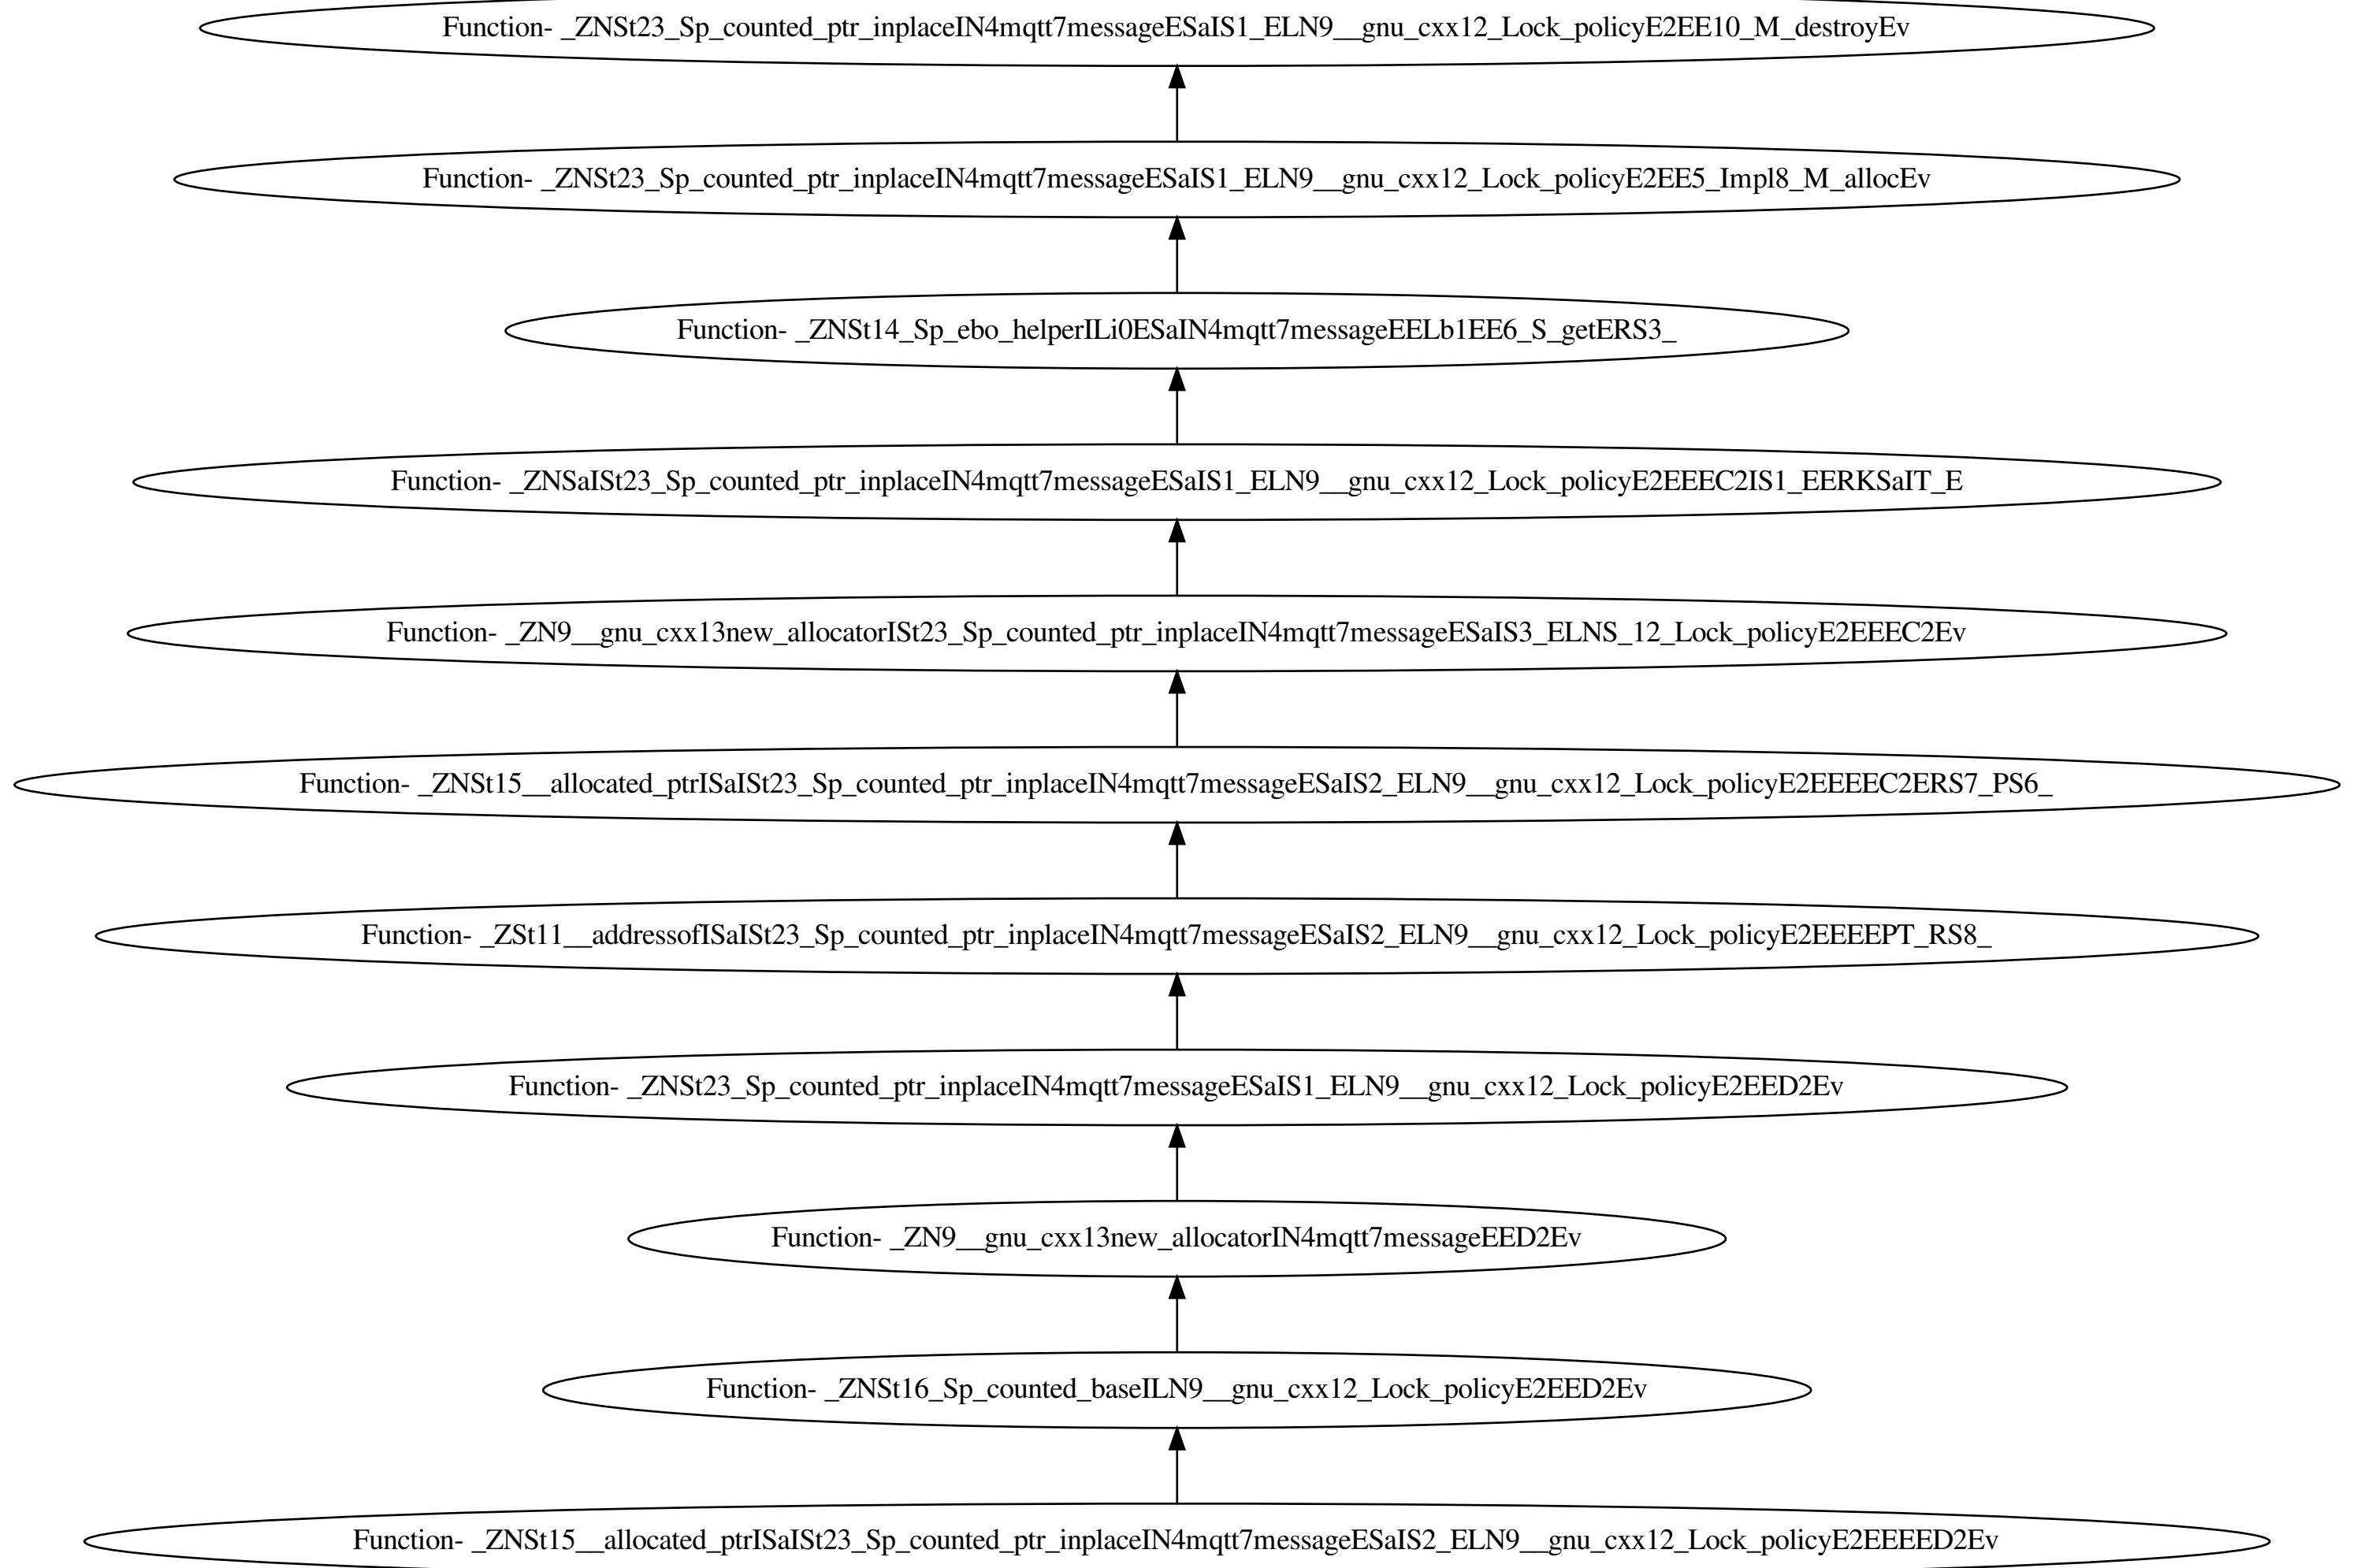 Function- _ZNSt23_Sp_counted_ptr_inplaceIN4mqtt7messageESaIS1_ELN9__gnu_cxx12_Lock_policyE2EE10_M_destroyEv
Function- _ZNSt23_Sp_counted_ptr_inplaceIN4mqtt7messageESaIS1_ELN9__gnu_cxx12_Lock_policyE2EE5_Impl8_M_allocEv
Function- _ZNSt14_Sp_ebo_helperILi0ESaIN4mqtt7messageEELb1EE6_S_getERS3_
Function- _ZNSaISt23_Sp_counted_ptr_inplaceIN4mqtt7messageESaIS1_ELN9__gnu_cxx12_Lock_policyE2EEEC2IS1_EERKSaIT_E
Function- _ZN9__gnu_cxx13new_allocatorISt23_Sp_counted_ptr_inplaceIN4mqtt7messageESaIS3_ELNS_12_Lock_policyE2EEEC2Ev
Function- _ZNSt15__allocated_ptrISaISt23_Sp_counted_ptr_inplaceIN4mqtt7messageESaIS2_ELN9__gnu_cxx12_Lock_policyE2EEEEC2ERS7_PS6_
Function- _ZSt11__addressofISaISt23_Sp_counted_ptr_inplaceIN4mqtt7messageESaIS2_ELN9__gnu_cxx12_Lock_policyE2EEEEPT_RS8_
Function- _ZNSt23_Sp_counted_ptr_inplaceIN4mqtt7messageESaIS1_ELN9__gnu_cxx12_Lock_policyE2EED2Ev
Function- _ZN9__gnu_cxx13new_allocatorIN4mqtt7messageEED2Ev
Function- _ZNSt16_Sp_counted_baseILN9__gnu_cxx12_Lock_policyE2EED2Ev
Function- _ZNSt15__allocated_ptrISaISt23_Sp_counted_ptr_inplaceIN4mqtt7messageESaIS2_ELN9__gnu_cxx12_Lock_policyE2EEEED2Ev